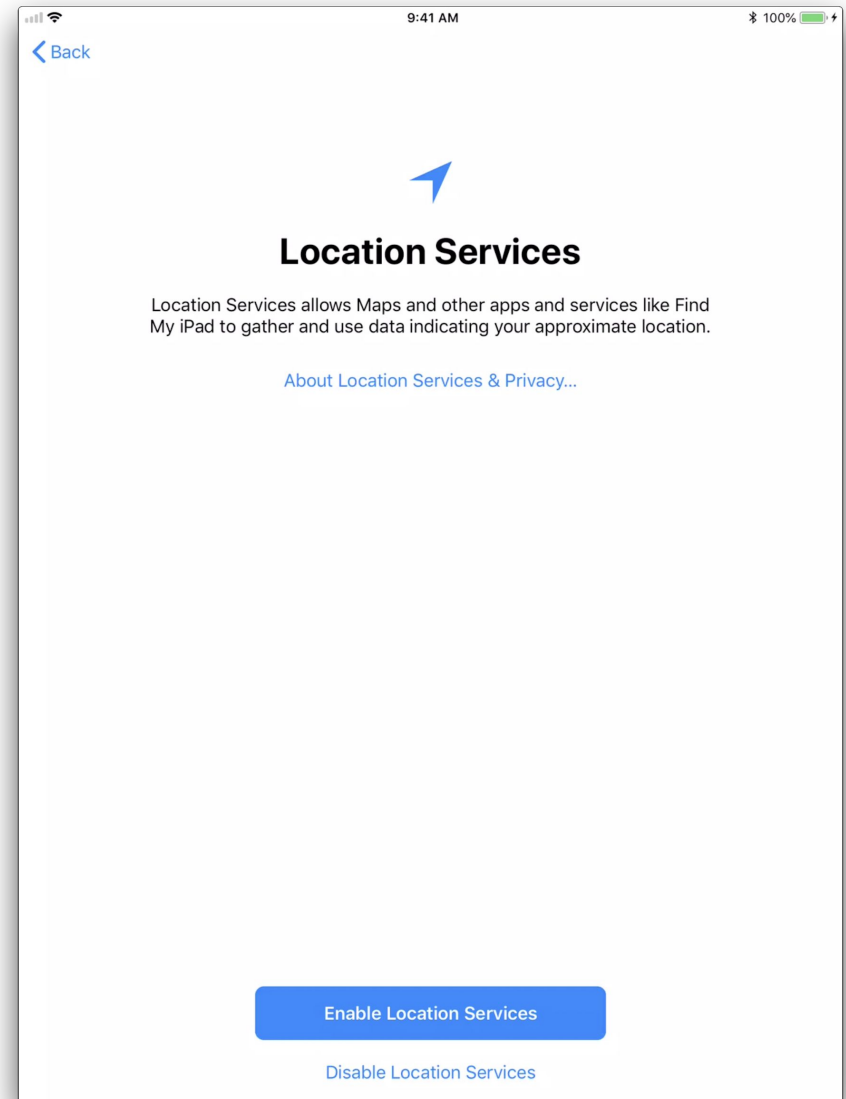 9:41 AM
100%
Back
Location Services
Location Services allows Maps and other apps and services like Find
My iPad to gather and use data indicating your approximate location.
About Location Services & Privacy...
Enable Location Services
Disable Location Services